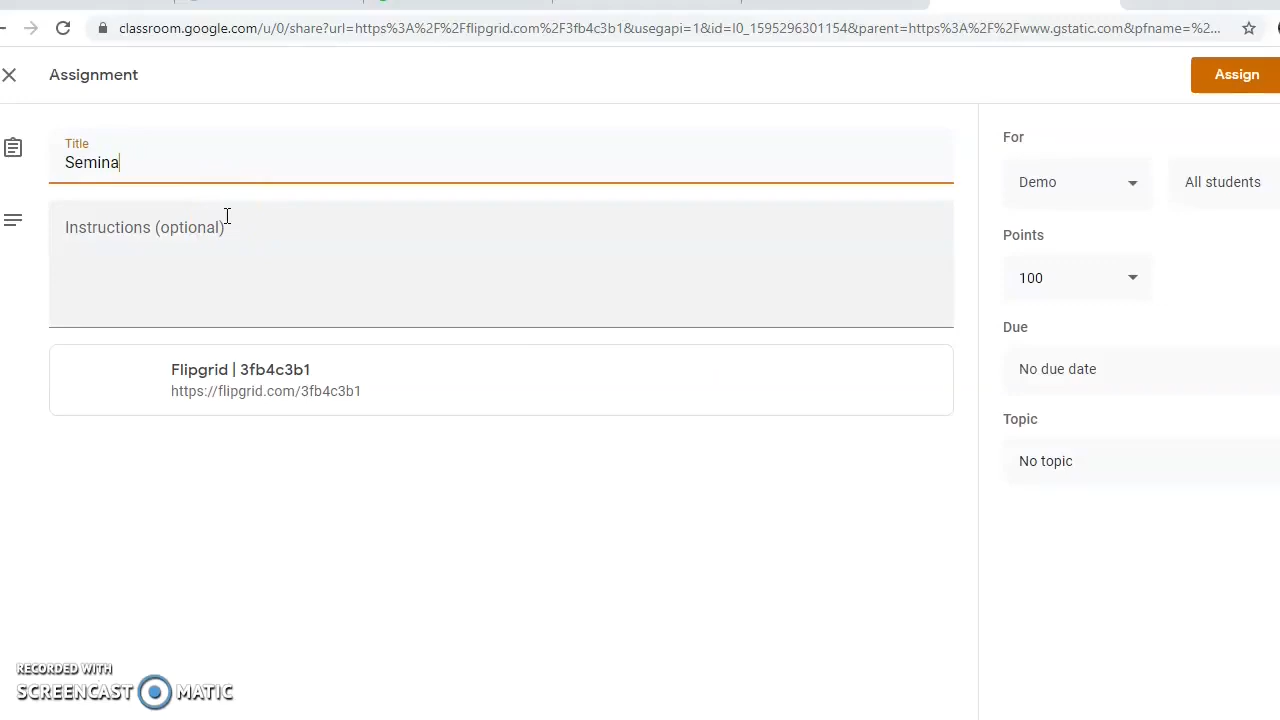 classroom.google.com/u/0/share?url=https%3A%2F%2Fflipgrid.com%2F3fb4c3b1&usegapi=1&id=I0_1595296301154&parent=https%3A%2F%2Fwww.gstatic.com&pfname=%2...
Assignment
Assign
Title
Semina
Instructions (optional)
Flipgrid | 3fb4c3b1
https://flipgrid.com/3fb4c3b1
For
Demo
All students
Points
100
Due
No due date
Topic
No topic
RECORDED WITH
SCREENCAST MATIC